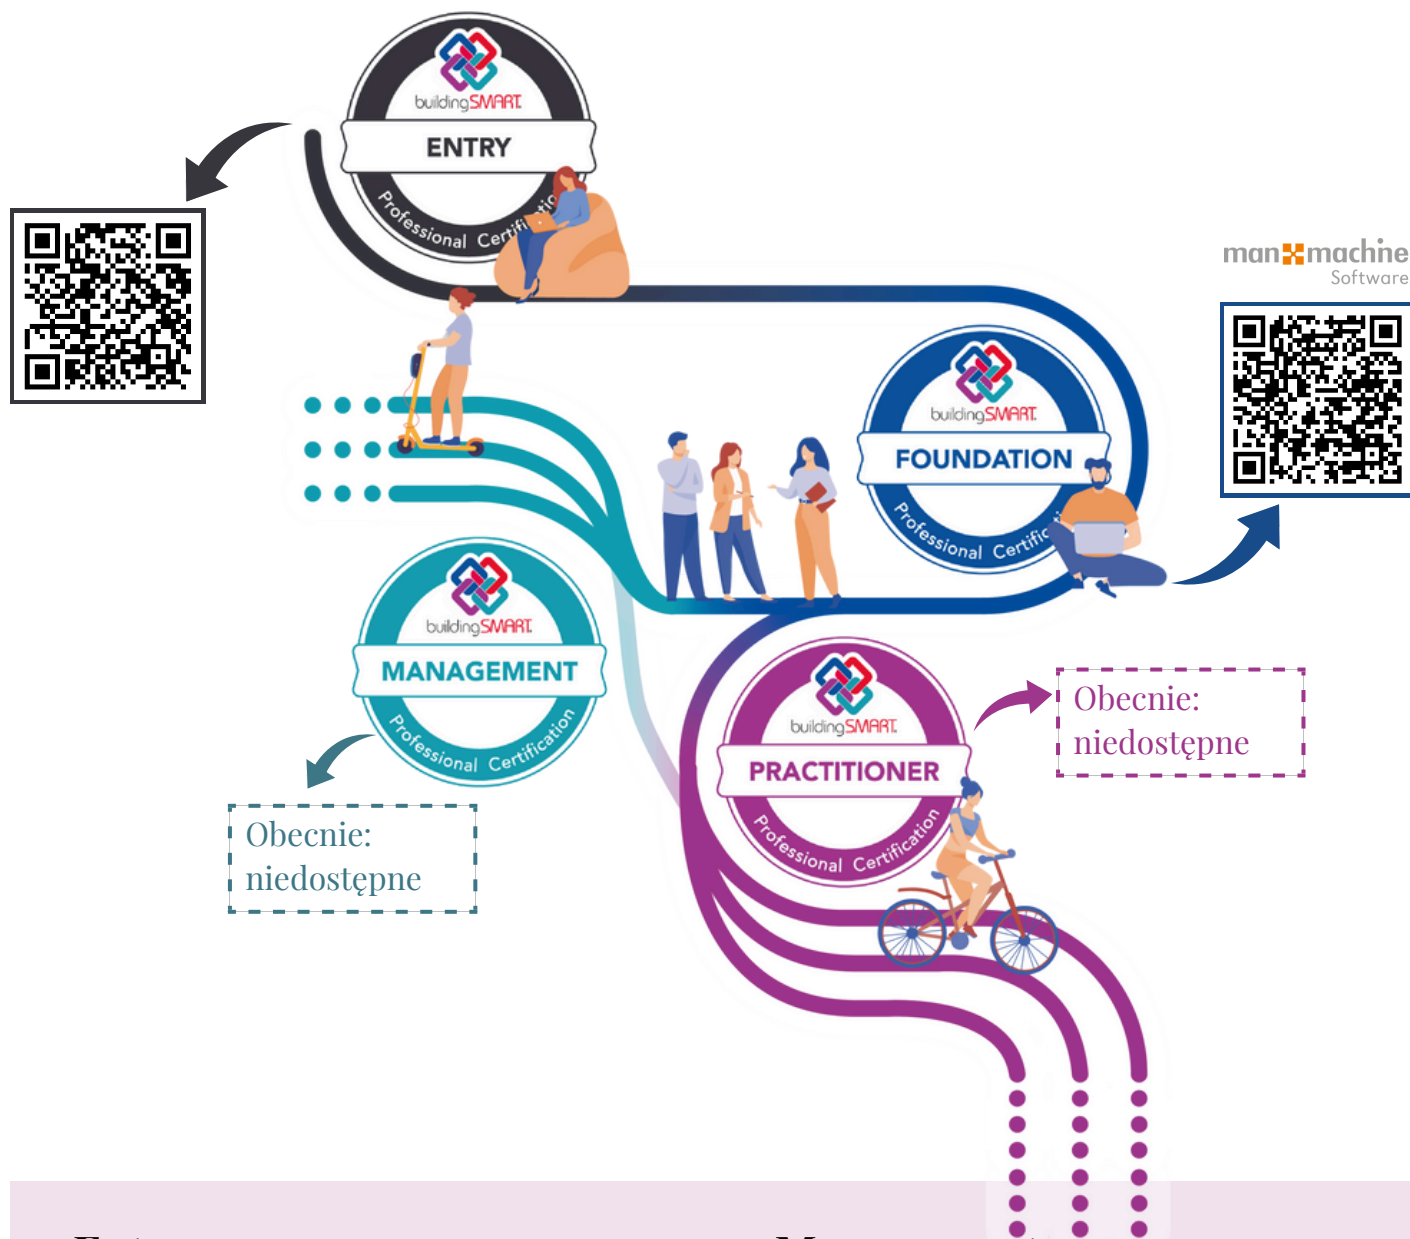 buildingSMART
ENTRY
Professional Certificatio
man machine
Software
buildingSMART
FOUNDATION
Professional Certific
buildingSMART
MANAGEMENT
Professional Certification
buildingSMART
PRACTITIONER
Professional Certification
Obecnie:
niedostępne
Obecnie:
niedostępne